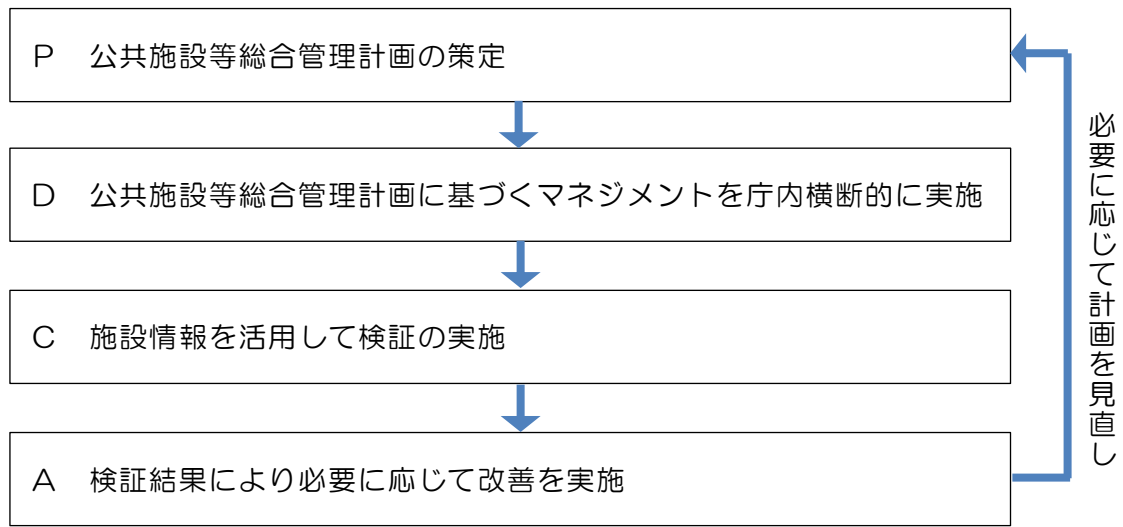 P 公共施設等総合管理計画の策定
D 公共施設等総合管理計画に基づくマネジメントを庁内横断的に実施
C 施設情報を活用して検証の実施
A 検証結果により必要に応じて改善を実施
必要に応じて計画を見直し